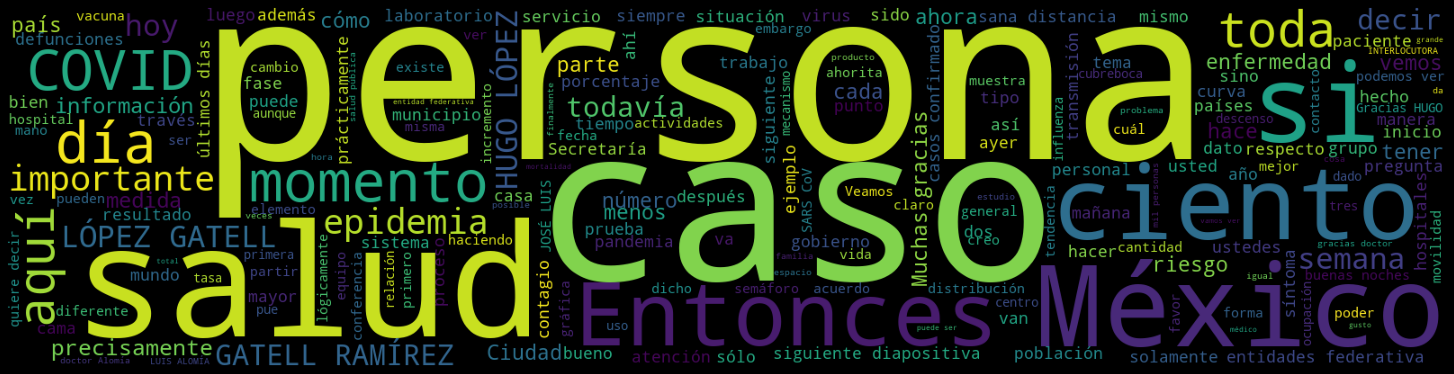 persona
caso
salud
México
ciento
si
Entonces
COVID
momento
día
toda
aquí
importante
epidemia
HUGO LÓPEZ
LÓPEZ GATELL
GATELL RAMÍREZ
semana
todavía
hoy
decir
país
vacuna
defunciones
luego
además
cómo
laboratorio
servicio
siempre
situación
virus
sido
ahora
sana distancia
mismo
bien
información
hospital
través
mano
ser
últimos días
cambio
fase
puede
aunque
prácticamente
existe
entidad federativa
municipio
misma
salud pública
incremento
ver
parte
porcentaje
ahí
embargo
trabajo
tiempo
actividades
fecha
Secretaría
finalmente
siguiente
mecanismo
producto
ahorita
cada
punto
ejemplo
muestra
tipo
así
ayer
casos confirmado
influenza
transmisión
tema
cubreboca
cuál
problema
paciente
enfermedad
sino
vemos
curva
países
hecho
hace
descenso
inicio
contacto
podemos ver
Gracias HUGO
manera
grande
INTERLOCUTORA
da
dato
respecto
grupo
tener
personal
usted
año
mejor
pregunta
vez
pueden
medida
resultado
elemento
veces
hora
casa
quiere decir
mundo
primera
total
tasa
partir
diferente
mayor
cama
pue
precisamente
doctor Alomía
LUIS ALOMÍA
lógicamente
equipo
sistema
haciendo
relación
primero
proceso
conferencia
mortalidad
posible
JOSÉ LUIS
contagio
número
menos
después
prueba
pandemia
va
SARS CoV
Veamos
claro
gobierno
vida
familia
espacio
Muchas gracias
estudio
general
dos
creo
tendencia
mañana
mil personas
dado
tres
hacer
cantidad
ustedes
vamos ver
gracias doctor
hospitales
movilidad
riesgo
igual
buenas noches
síntoma
favor
forma
médico
ocupación
poder
gusto
gráfica
dicho
semáforo
acuerdo
distribución
centro
van
uso
puede ser
Ciudad
bueno
atención
sólo
siguiente diapositiva
población
solamente
entidades federativa